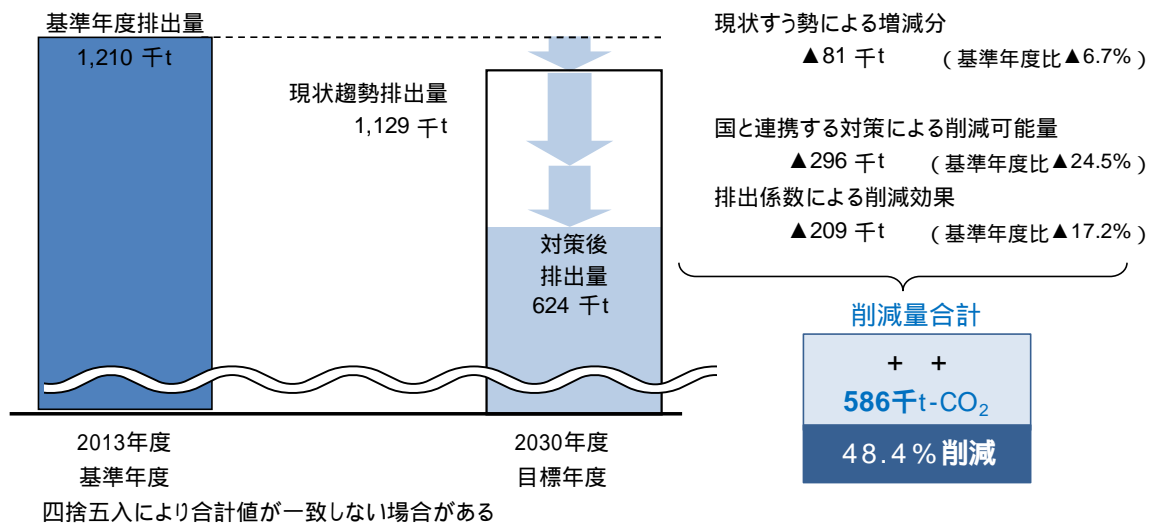 基準年度排出量
1,210 千t
現状趨勢排出量
1,129 千t
対策後
排出量
624 千t
2013年度
基準年度
2030年度
目標年度
四捨五入により合計値が一致しない場合がある
現状すう勢による増減分
▲81 千t （基準年度比▲6.7%）
国と連携する対策による削減可能量
▲296 千t （基準年度比▲24.5%）
排出係数による削減効果
▲209 千t （基準年度比▲17.2%）
削減量合計
+ +
586千t-CO₂
48.4%削減